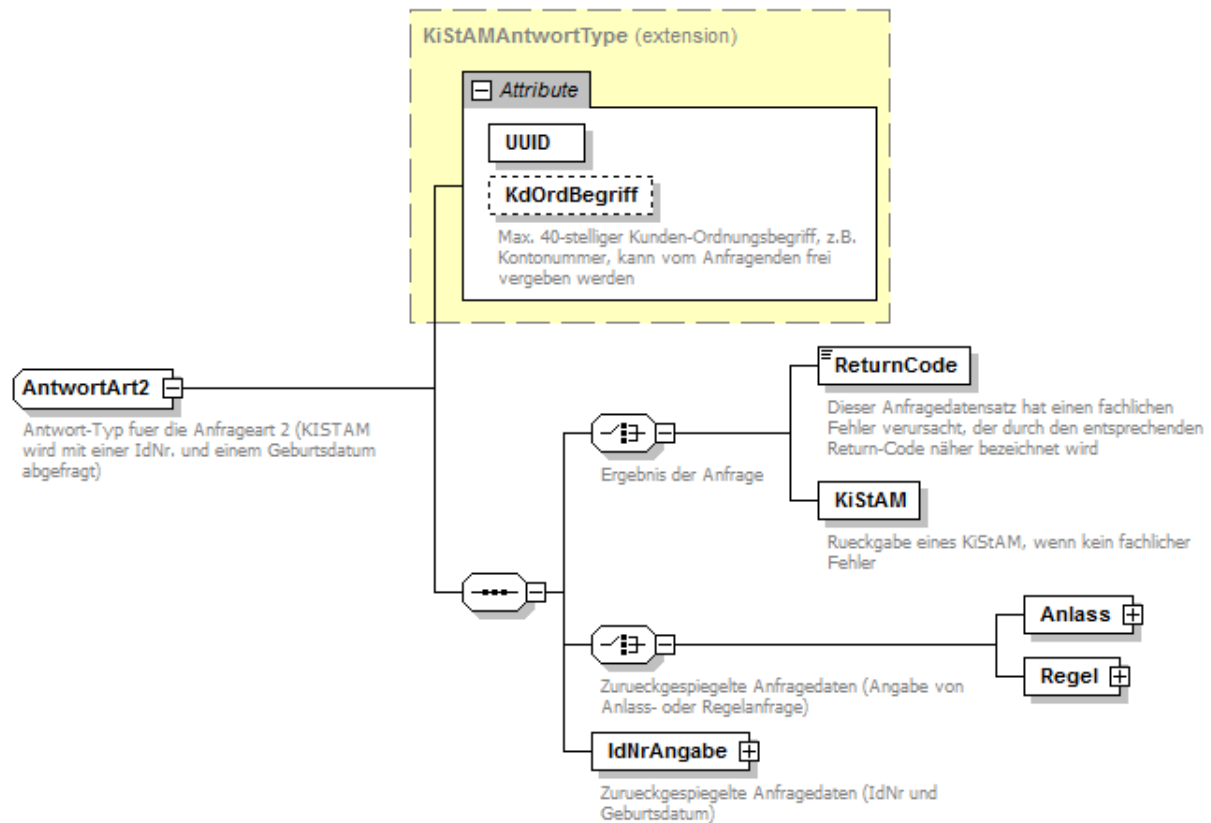 KiStAMAntwortType (extension)
Attribute
UUID
KdOrdBegriff
Max. 40-stelliger Kunden-Ordnungsbegriff, z.B.
Kontonummer, kann vom Anfragenden frei
vergeben werden
AntwortArt2
Antwort-Typ fuer die Anfrageart 2 (KISTAM
wird mit einer IdNr. und einem Geburtsdatum
abgefragt)
Ergebnis der Anfrage
ReturnCode
Dieser Anfragedatensatz hat einen fachlichen
Fehler verursacht, der durch den entsprechenden
Return-Code näher bezeichnet wird
KiStAM
Rueckgabe eines KiStAM, wenn kein fachlicher
Fehler
Anlass
Regel
Zurueckgespiegelte Anfragedaten (Angabe von
Anlass- oder Regelanfrage)
IdNrAngabe
Zurueckgespiegelte Anfragedaten (IdNr und
Geburtsdatum)